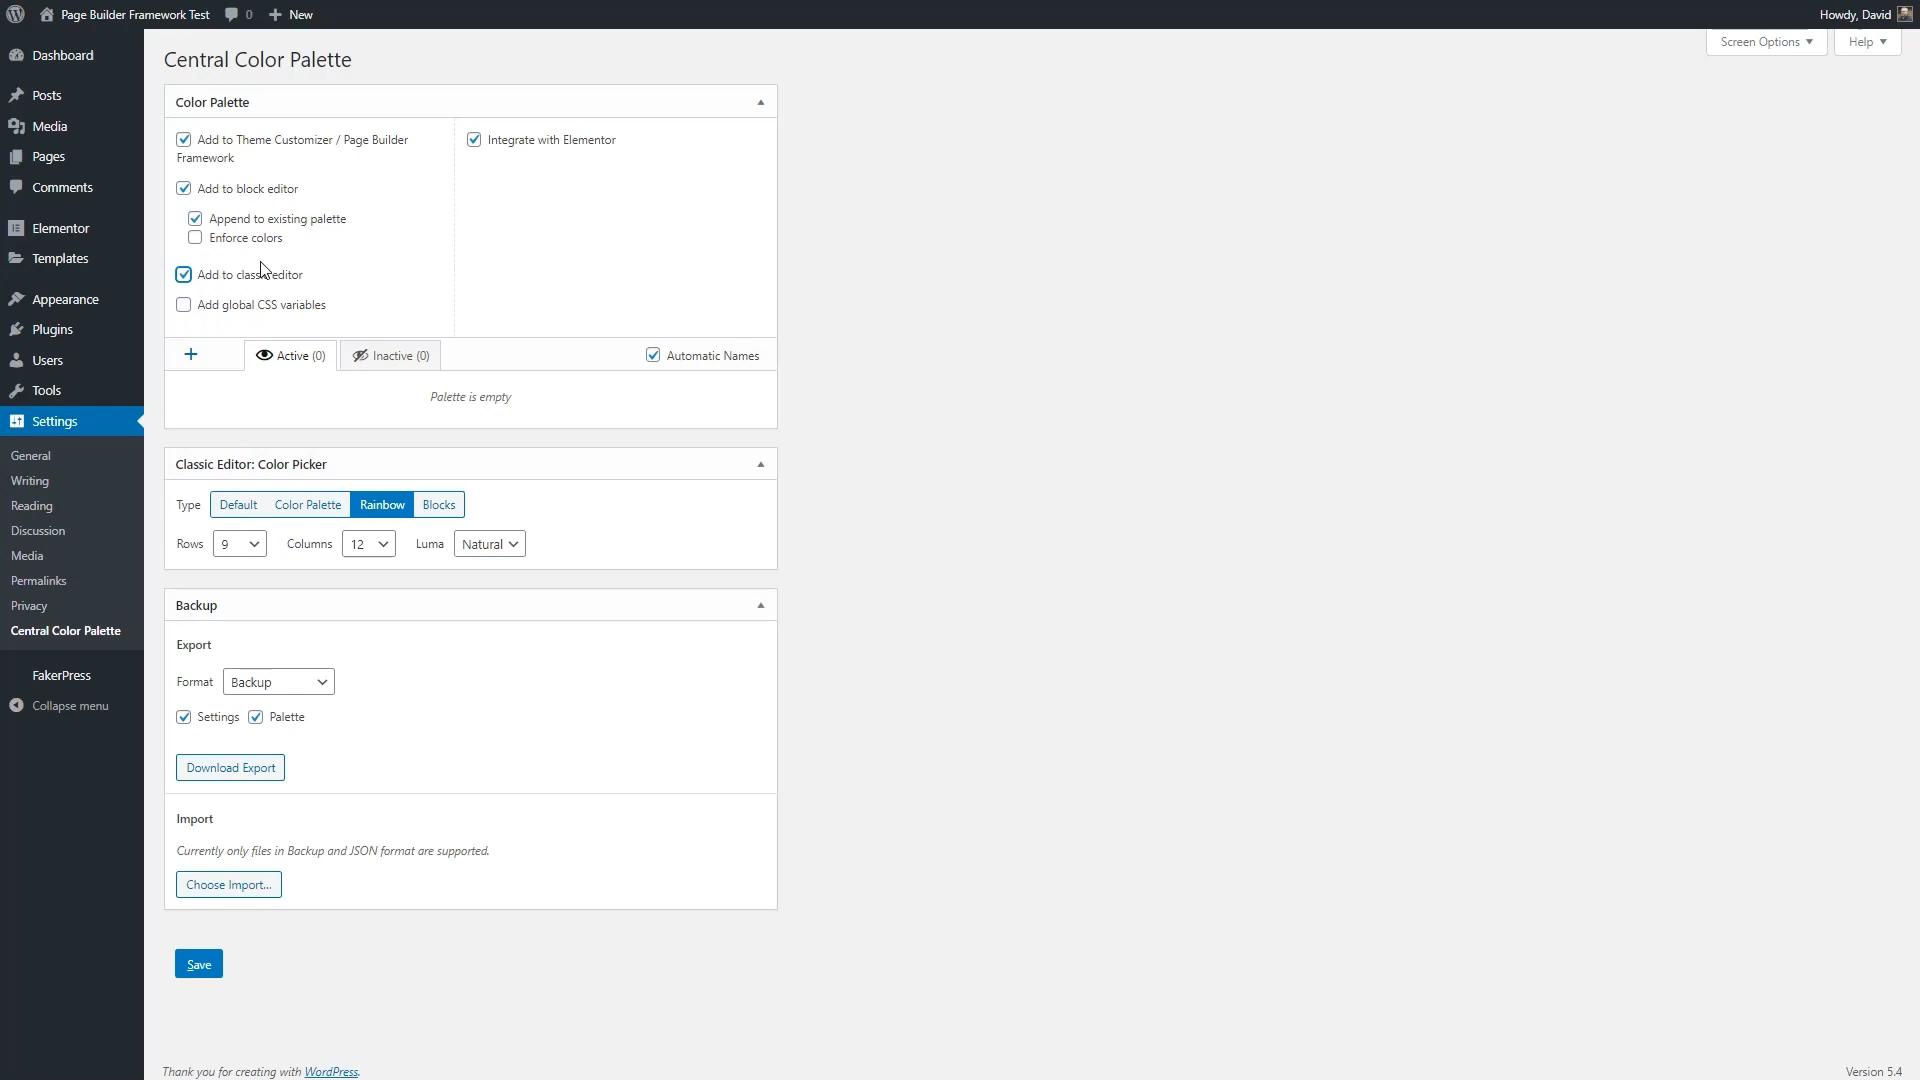 Page Builder Framework Test 0 New Howdy, David
Screen Options Help
Dashboard
Posts
Media
Pages
Comments
Elementor
Templates
Appearance
Plugins
Users
Tools
Settings
General
Writing
Reading
Discussion
Media
Permalinks
Privacy
Central Color Palette
FakerPress
Collapse menu
Central Color Palette
Color Palette
Add to Theme Customizer / Page Builder
Framework
Add to block editor
Append to existing palette
Enforce colors
Add to classic editor
Add global CSS variables
Integrate with Elementor
+ Active (0) Inactive (0) Automatic Names
Palette is empty
Classic Editor: Color Picker
Type Default Color Palette Rainbow Blocks
Rows 9 Columns 12 Luma Natural
Backup
Export
Format Backup
Settings Palette
Download Export
Import
Currently only files in Backup and JSON format are supported.
Choose Import...
Save
Thank you for creating with WordPress. Version 5.4